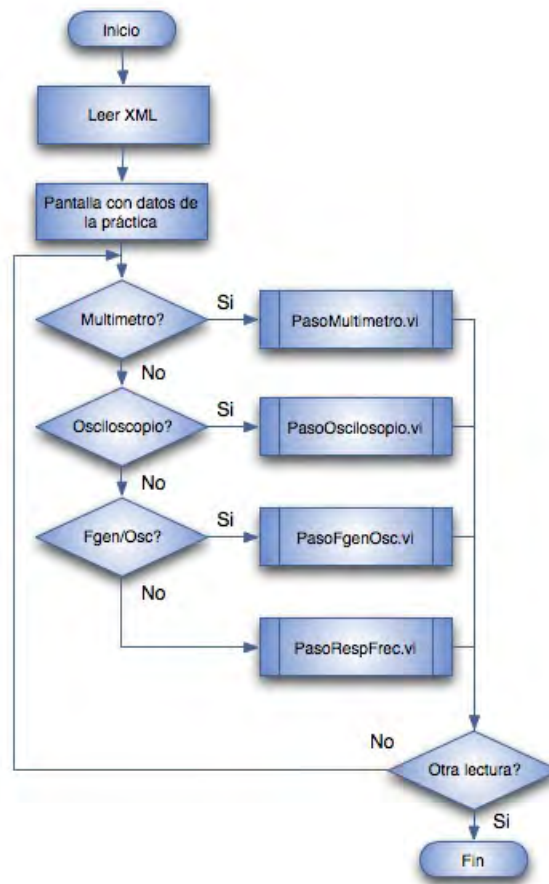 Inicio
Leer XML
Pantalla con datos de
la práctica
Multimetro?
Si
PasoMultimetro.vi
No
Osciloscopio?
Si
PasoOscilosopio.vi
No
Fgen/Osc?
Si
PasoFgenOsc.vi
No
PasoRespFrec.vi
No
Otra lectura?
Si
Fin